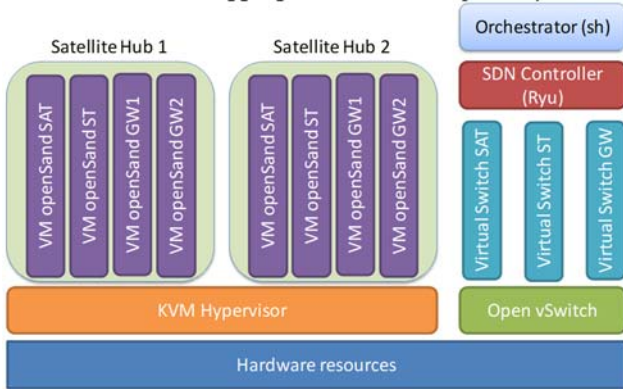 Orchestrator (sh)
Satellite Hub 1
Satellite Hub 2
SDN Controller
(Ryu)
VM openSand SAT
VM openSand ST
VM openSand GW1
VM openSand GW2
VM openSand SAT
VM openSand ST
VM openSand GW1
VM openSand GW2
Virtual Switch SAT
Virtual Switch ST
Virtual Switch GW
KVM Hypervisor
Open vSwitch
Hardware resources